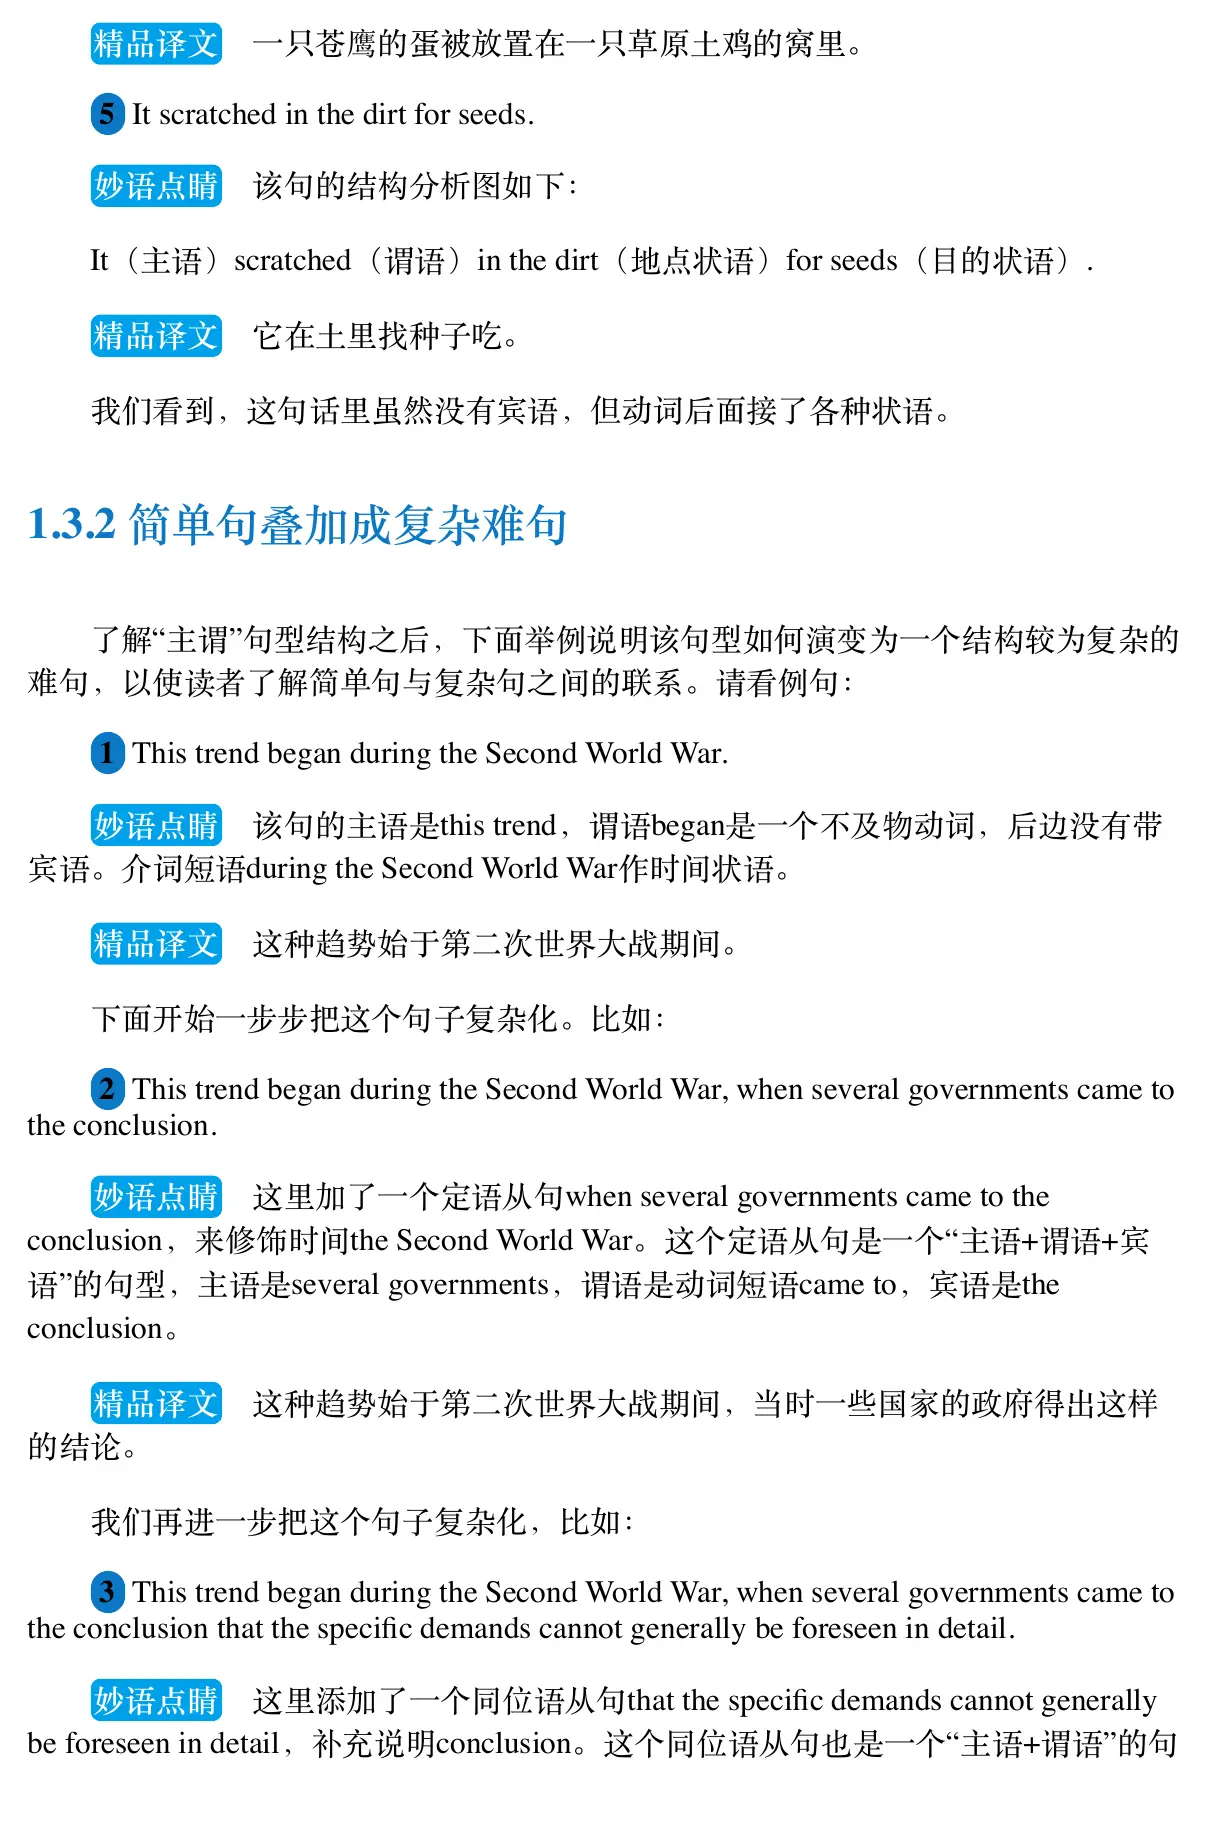 精品译文 一只苍鹰的蛋被放置在一只草原土鸡的窝里。
5 It scratched in the dirt for seeds.
妙语点睛 该句的结构分析图如下：
It（主语）scratched（谓语）in the dirt（地点状语）for seeds（目的状语）.
精品译文 它在土里找种子吃。
我们看到，这句话里虽然没有宾语，但动词后面接了各种状语。
1.3.2 简单句叠加成复杂难句
了解“主谓”句型结构之后，下面举例说明该句型如何演变为一个结构较为复杂的
难句，以使读者了解简单句与复杂句之间的联系。请看例句：
1 This trend began during the Second World War.
妙语点睛 该句的主语是this trend，谓语began是一个不及物动词，后边没有带
宾语。介词短语during the Second World War作时间状语。
精品译文 这种趋势始于第二次世界大战期间。
下面开始一步步把这个句子复杂化。比如：
2 This trend began during the Second World War, when several governments came to
the conclusion.
妙语点睛 这里加了一个定语从句when several governments came to the
conclusion，来修饰时间the Second World War。这个定语从句是一个“主语+谓语+宾
语”的句型，主语是several governments，谓语是动词短语came to，宾语是the
conclusion。
精品译文 这种趋势始于第二次世界大战期间，当时一些国家的政府得出这样
的结论。
我们再进一步把这个句子复杂化，比如：
3 This trend began during the Second World War, when several governments came to
the conclusion that the specific demands cannot generally be foreseen in detail.
妙语点睛 这里添加了一个同位语从句that the specific demands cannot generally
be foreseen in detail，补充说明conclusion。这个同位语从句也是一个“主语+谓语”的句